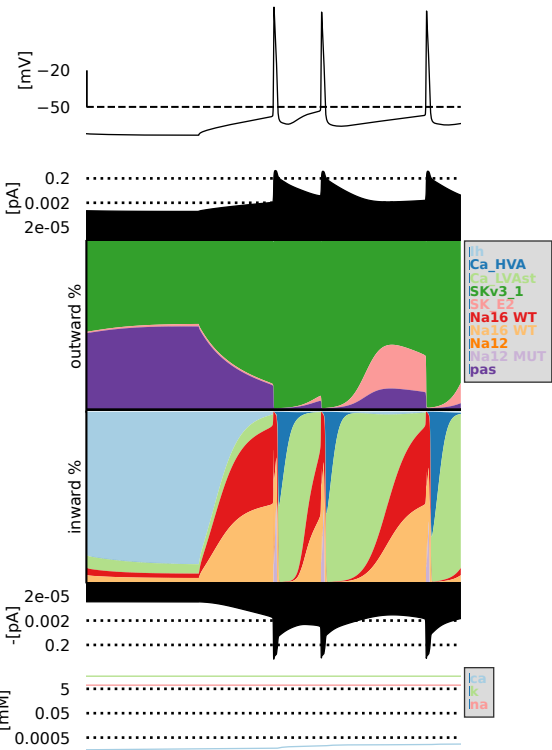 [mV]
−20
−50
[pA]
0.2
0.002
2e-05
outward %
Ih
Ca_HVA
Ca_LVAst
SKv3_1
SK_E2
Na16 WT
Na16 WT
Na12
Na12 MUT
pas
inward %
-[pA]
2e-05
0.002
0.2
[mM]
5
0.05
0.0005
ca
k
na